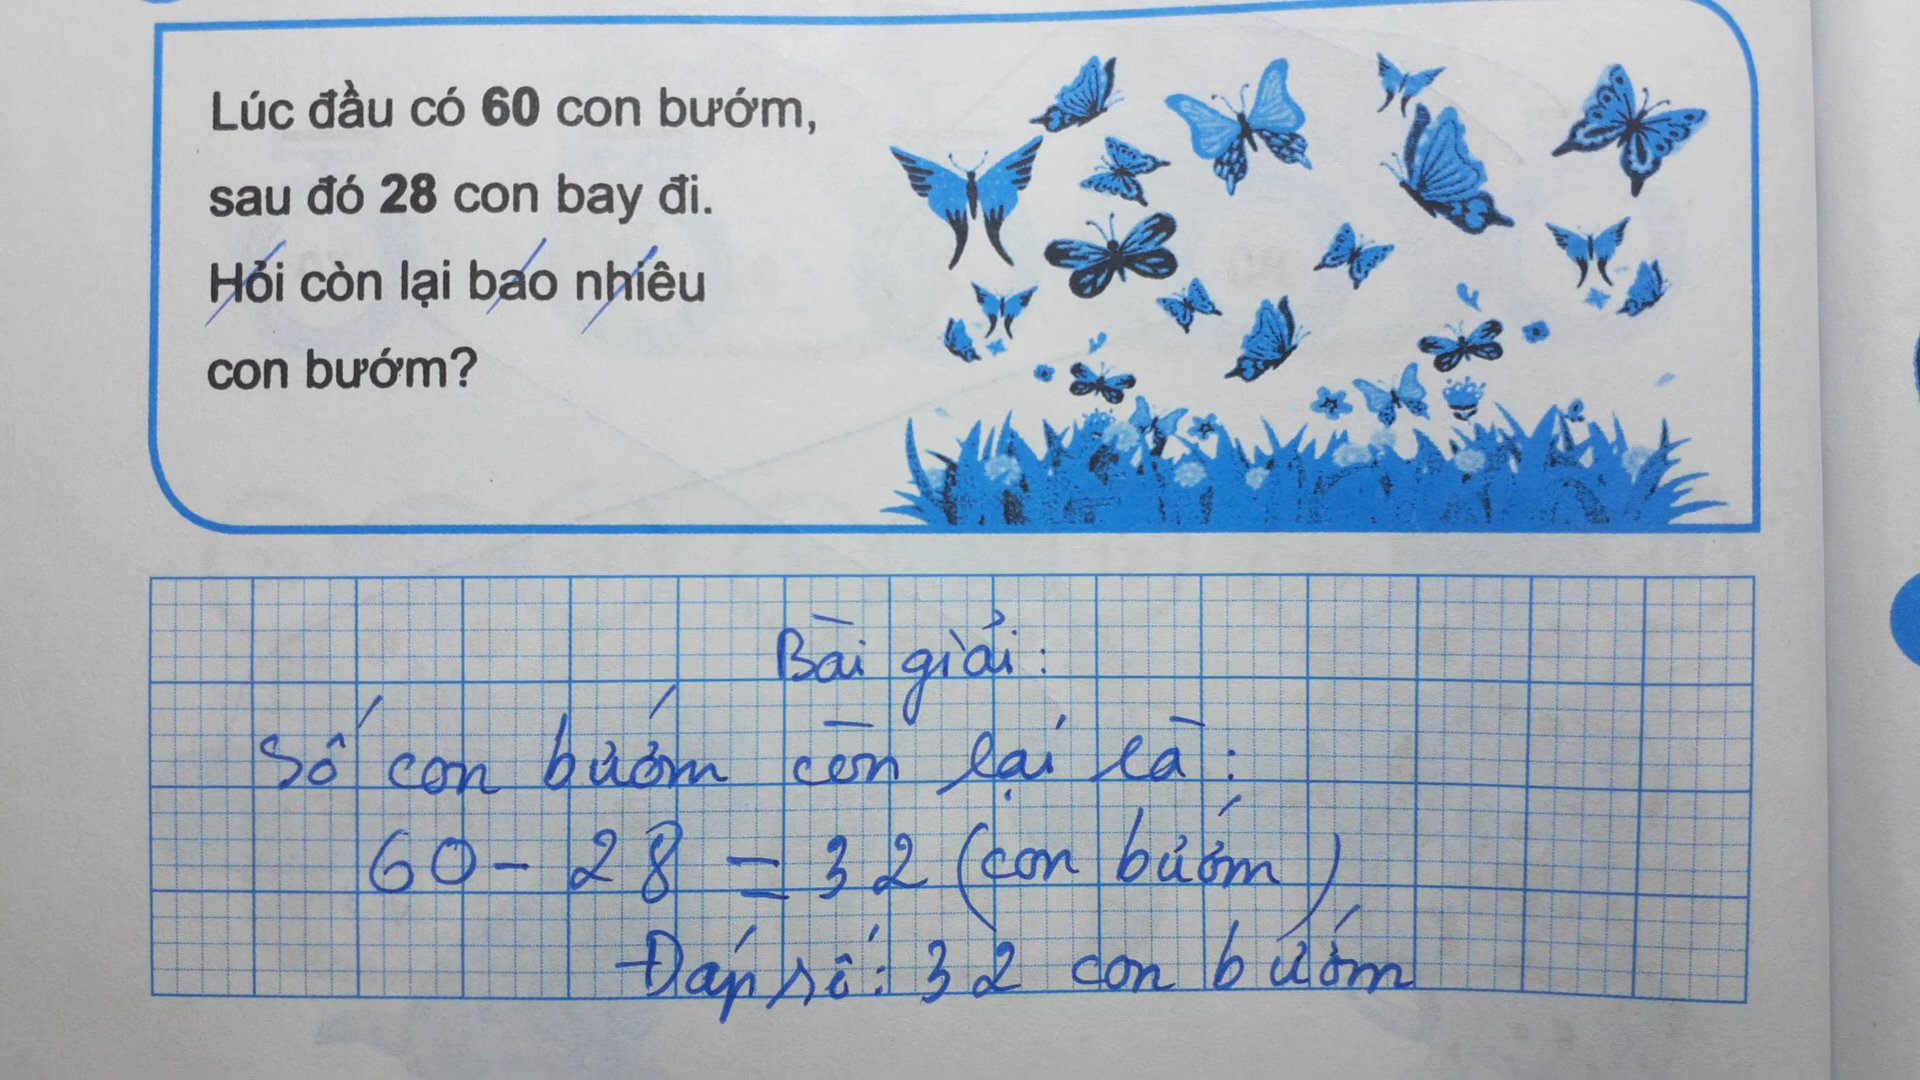 Lúc đầu có 60 con bướm,
sau đó 28 con bay đi.
Hỏi còn lại bao nhiêu
con bướm?
Bài giải:
Số con bướm còn lại là:
60 - 28 = 32 (con bướm)
Đáp số: 32 con bướm